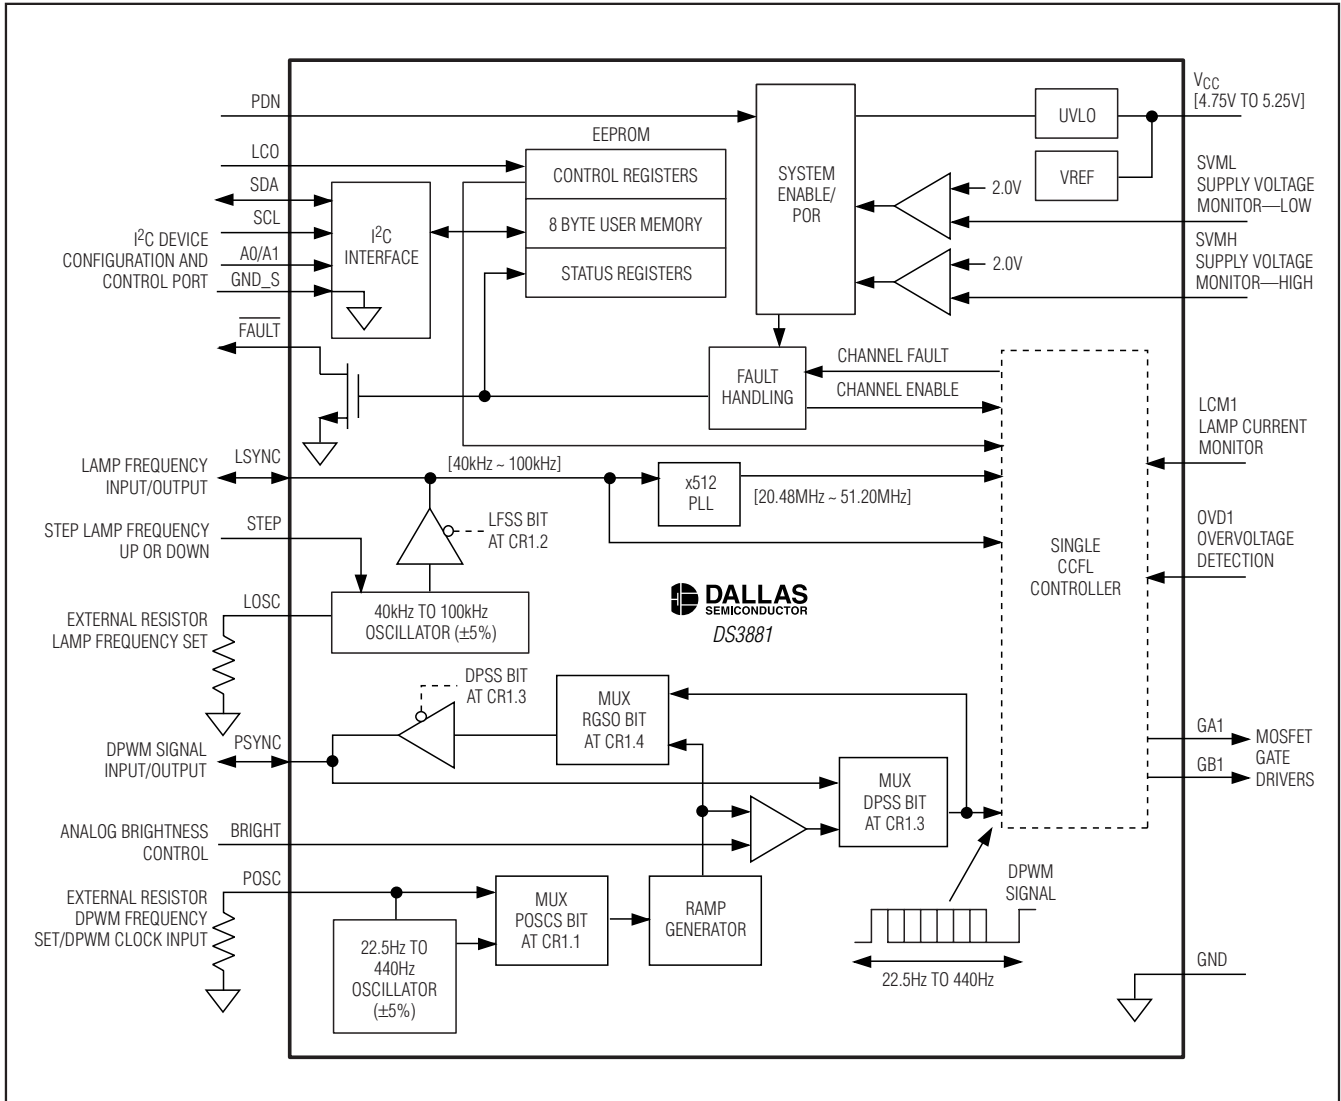 PDN
LCO
SDA
SCL
A0/A1
GND_S
I2C DEVICE
CONFIGURATION AND
CONTROL PORT
FAULT
I2C
INTERFACE
EEPROM
CONTROL REGISTERS
8 BYTE USER MEMORY
STATUS REGISTERS
SYSTEM
ENABLE/
POR
UVLO
VREF
2.0V
2.0V
VCC
[4.75V TO 5.25V]
SVML
SUPPLY VOLTAGE
MONITOR—LOW
SVMH
SUPPLY VOLTAGE
MONITOR—HIGH
FAULT
HANDLING
CHANNEL FAULT
CHANNEL ENABLE
LCM1
LAMP CURRENT
MONITOR
LAMP FREQUENCY
INPUT/OUTPUT
LSYNC
[40kHz ~ 100kHz]
x512
PLL
[20.48MHz ~ 51.20MHz]
STEP LAMP FREQUENCY
UP OR DOWN
STEP
LFSS BIT
AT CR1.2
OVD1
OVERVOLTAGE
DETECTION
SINGLE
CCFL
CONTROLLER
EXTERNAL RESISTOR
LAMP FREQUENCY SET
LOSC
40kHz TO 100kHz
OSCILLATOR (±5%)
DALLAS
SEMICONDUCTOR
DS3881
DPSS BIT
AT CR1.3
MUX
RGSO BIT
AT CR1.4
DPWM SIGNAL
INPUT/OUTPUT
PSYNC
GA1
GB1
MOSFET
GATE
DRIVERS
MUX
DPSS BIT
AT CR1.3
ANALOG BRIGHTNESS
CONTROL
BRIGHT
POSC
EXTERNAL RESISTOR
DPWM FREQUENCY
SET/DPWM CLOCK INPUT
22.5Hz TO
440Hz
OSCILLATOR
(±5%)
MUX
POSCS BIT
AT CR1.1
RAMP
GENERATOR
DPWM
SIGNAL
22.5Hz TO 440Hz
GND